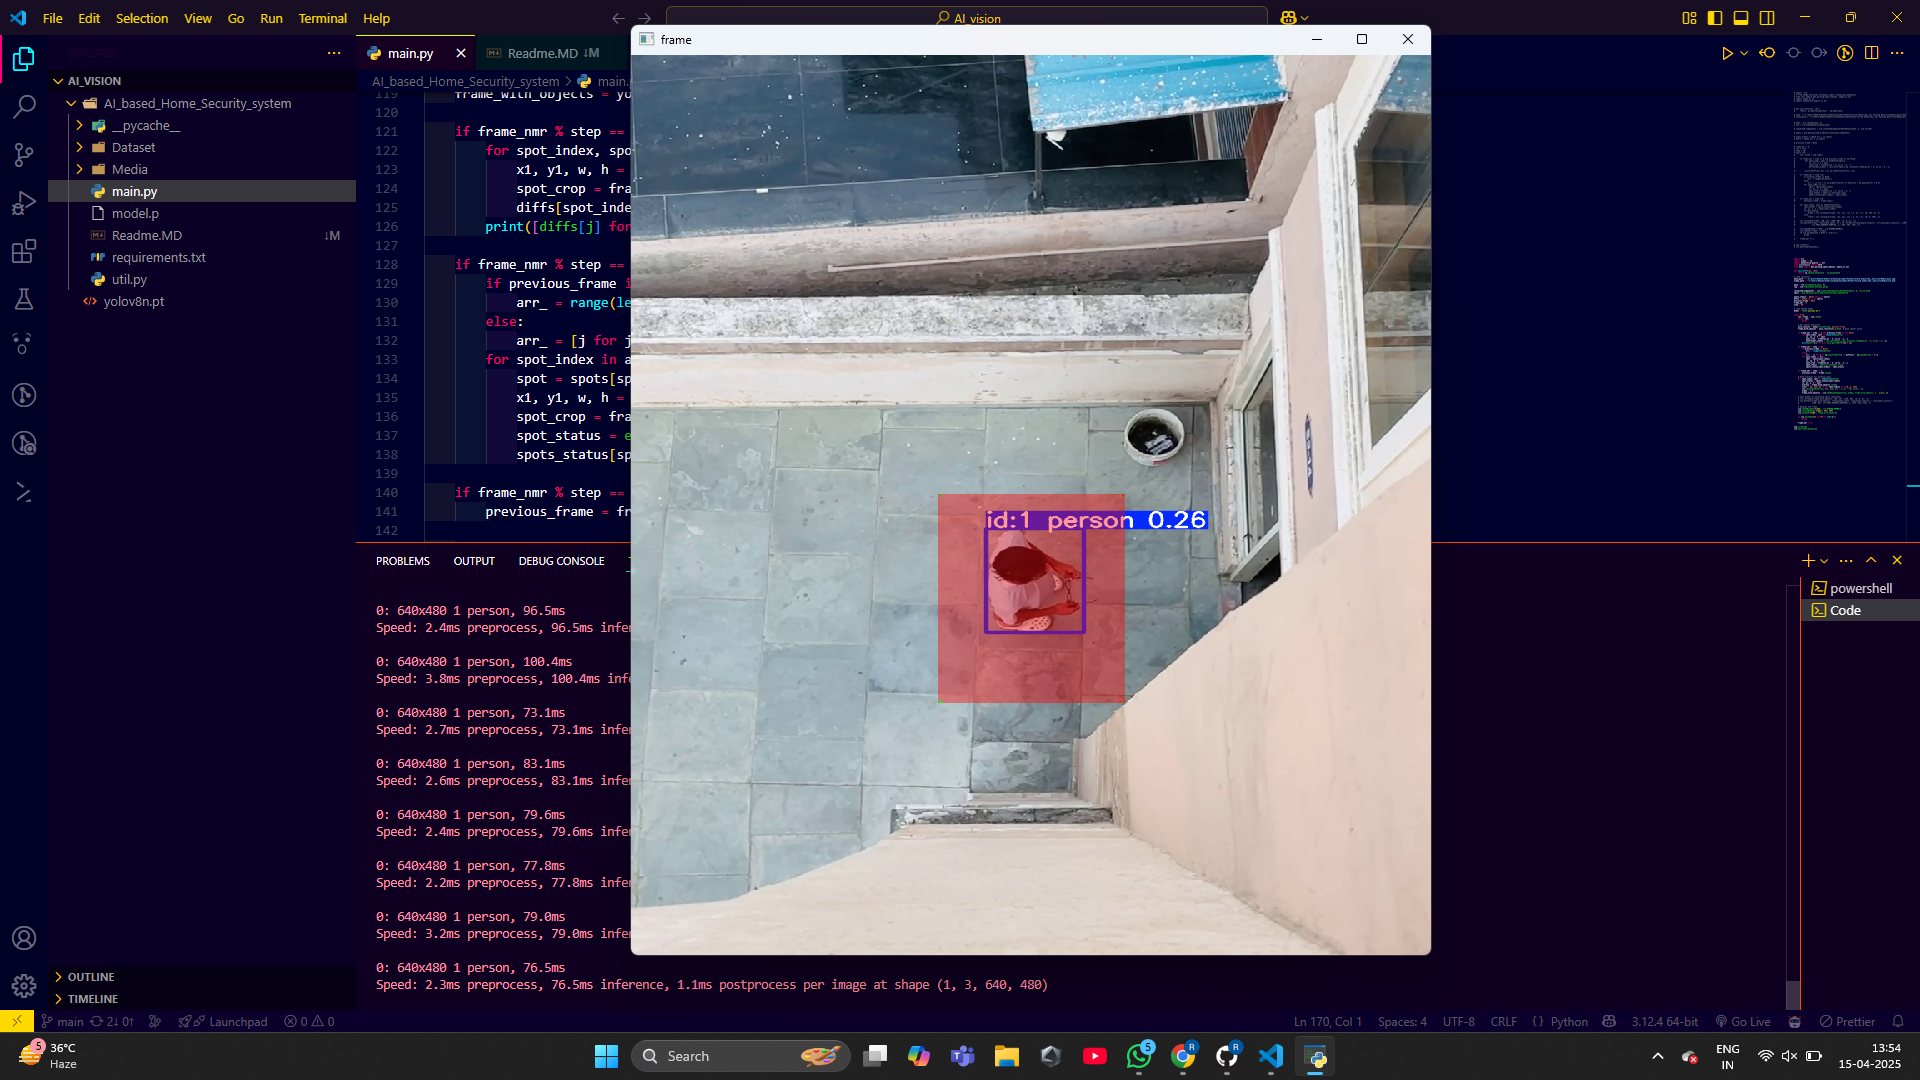 File Edit Selection View Go Run Terminal Help
AI_vision
EXPLORER
AI_VISION
AI_based_Home_Security_system
__pycache__
Dataset
Media
main.py
model.p
Readme.MD
requirements.txt
util.py
yolov8n.pt
OUTLINE
TIMELINE
main.py
Readme.MD
AI_based_Home_Security_system > main.
119 frame_with_objects = yo
120
121 if frame_nmr % step ==
122 for spot_index, spo
123 x1, y1, w, h =
124 spot_crop = fra
125 diffs[spot_inde
126 print([diffs[j] for
127
128 if frame_nmr % step ==
129 if previous_frame i
130 arr_ = range(le
131 else:
132 arr_ = [j for j
133 for spot_index in a
134 spot = spots[sp
135 x1, y1, w, h =
136 spot_crop = fra
137 spot_status = e
138 spots_status[sp
139
140 if frame_nmr % step ==
141 previous_frame = fr
142
frame
id:1 person 0.26
PROBLEMS OUTPUT DEBUG CONSOLE
0: 640x480 1 person, 96.5ms
Speed: 2.4ms preprocess, 96.5ms infe
0: 640x480 1 person, 100.4ms
Speed: 3.8ms preprocess, 100.4ms inf
0: 640x480 1 person, 73.1ms
Speed: 2.7ms preprocess, 73.1ms infe
0: 640x480 1 person, 83.1ms
Speed: 2.6ms preprocess, 83.1ms infe
0: 640x480 1 person, 79.6ms
Speed: 2.4ms preprocess, 79.6ms infe
0: 640x480 1 person, 77.8ms
Speed: 2.2ms preprocess, 77.8ms infe
0: 640x480 1 person, 79.0ms
Speed: 3.2ms preprocess, 79.0ms infe
0: 640x480 1 person, 76.5ms
Speed: 2.3ms preprocess, 76.5ms inference, 1.1ms postprocess per image at shape (1, 3, 640, 480)
powershell
Code
main 2↓ 0↑ Launchpad 0 0
Ln 170, Col 1 Spaces: 4 UTF-8 CRLF {} Python 3.12.4 64-bit Go Live Prettier
5
36°C
Haze
Search
5
R
R
ENG
IN
13:54
15-04-2025